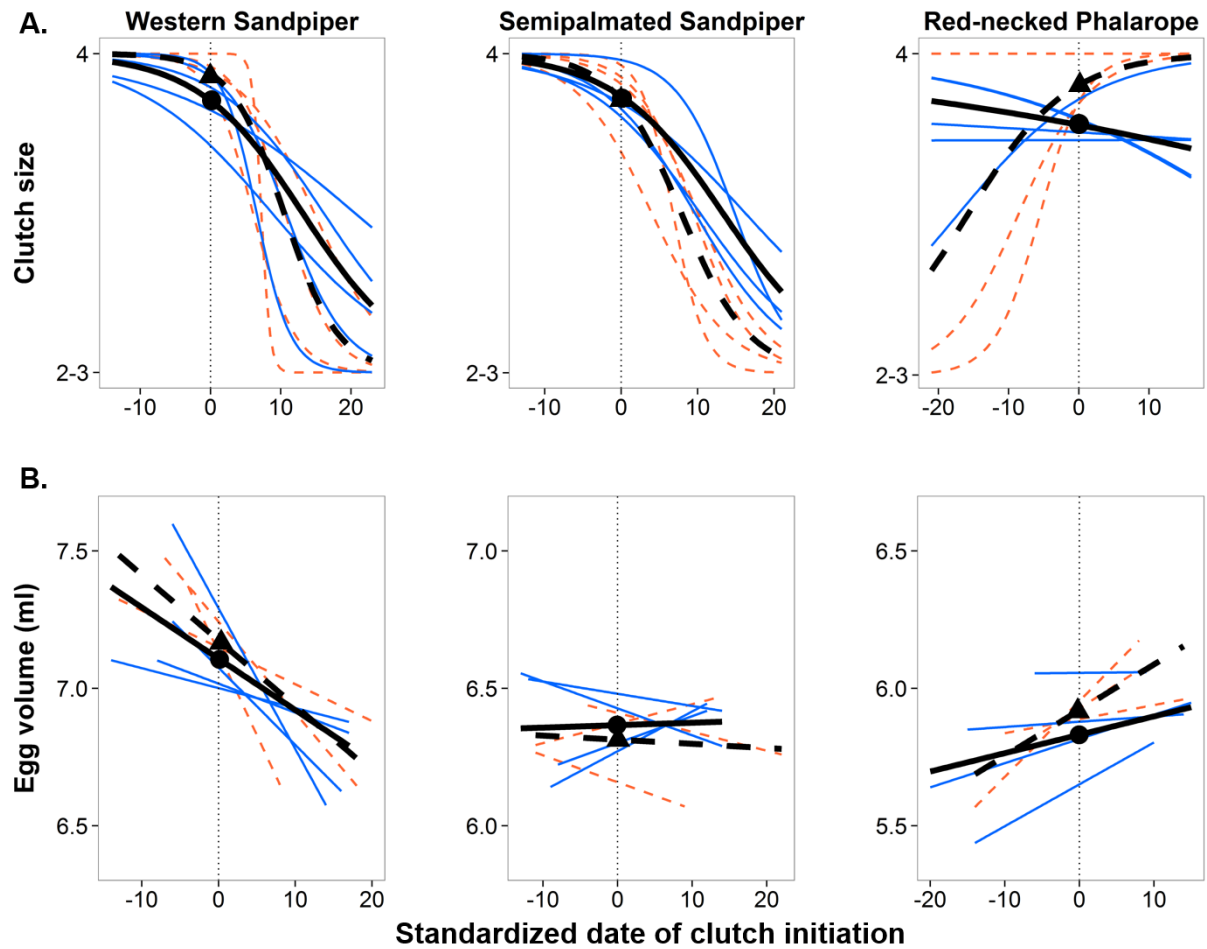 A.
Western Sandpiper
Semipalmated Sandpiper
Red-necked Phalarope
Clutch size
4
2-3
-10 0 10 20
4
2-3
-10 0 10 20
4
2-3
-20 -10 0 10
B.
Egg volume (ml)
7.5
7.0
6.5
-10 0 10 20
7.0
6.5
6.0
-10 0 10 20
6.5
6.0
5.5
-20 -10 0 10
Standardized date of clutch initiation